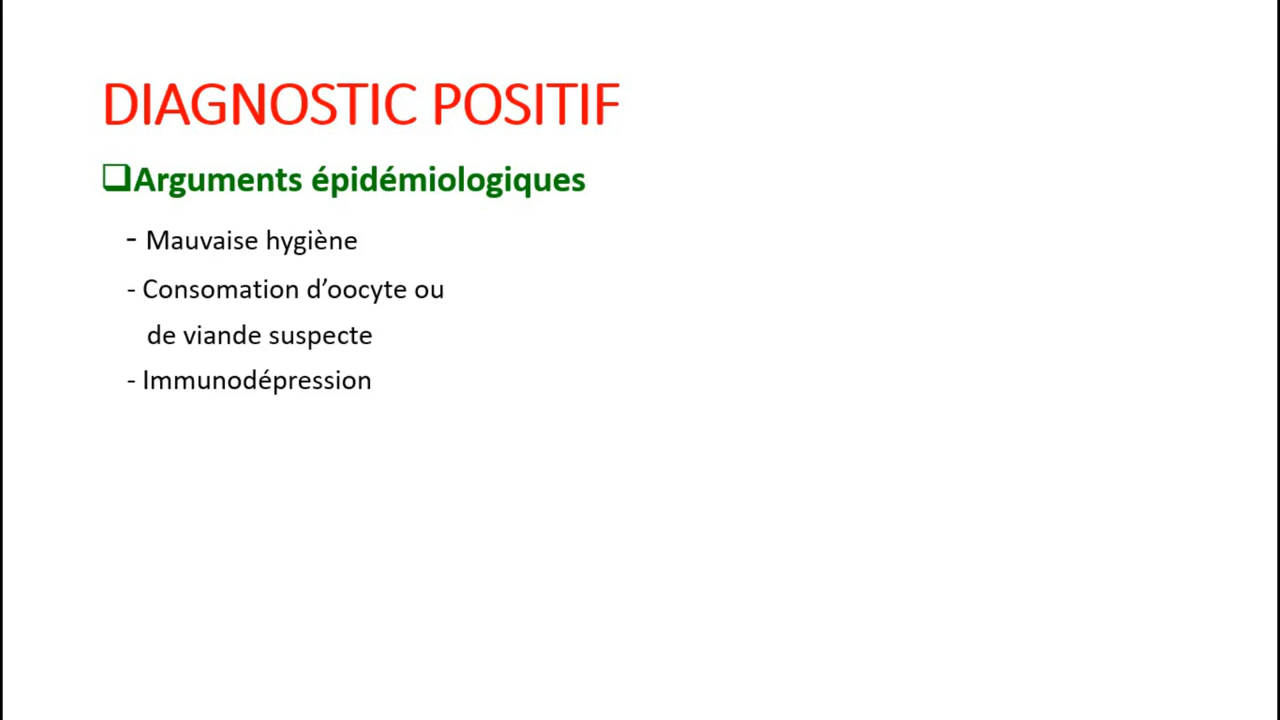 DIAGNOSTIC POSITIF
❑Arguments épidémiologiques
- Mauvaise hygiène
- Consomation d’oocyte ou
de viande suspecte
- Immunodépression